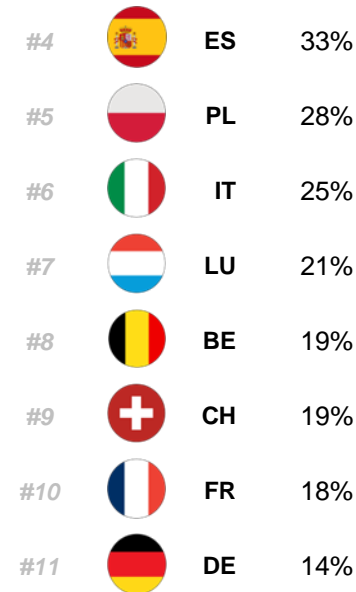 #4 ES 33%
#5 PL 28%
#6 IT 25%
#7 LU 21%
#8 BE 19%
#9 CH 19%
#10 FR 18%
#11 DE 14%